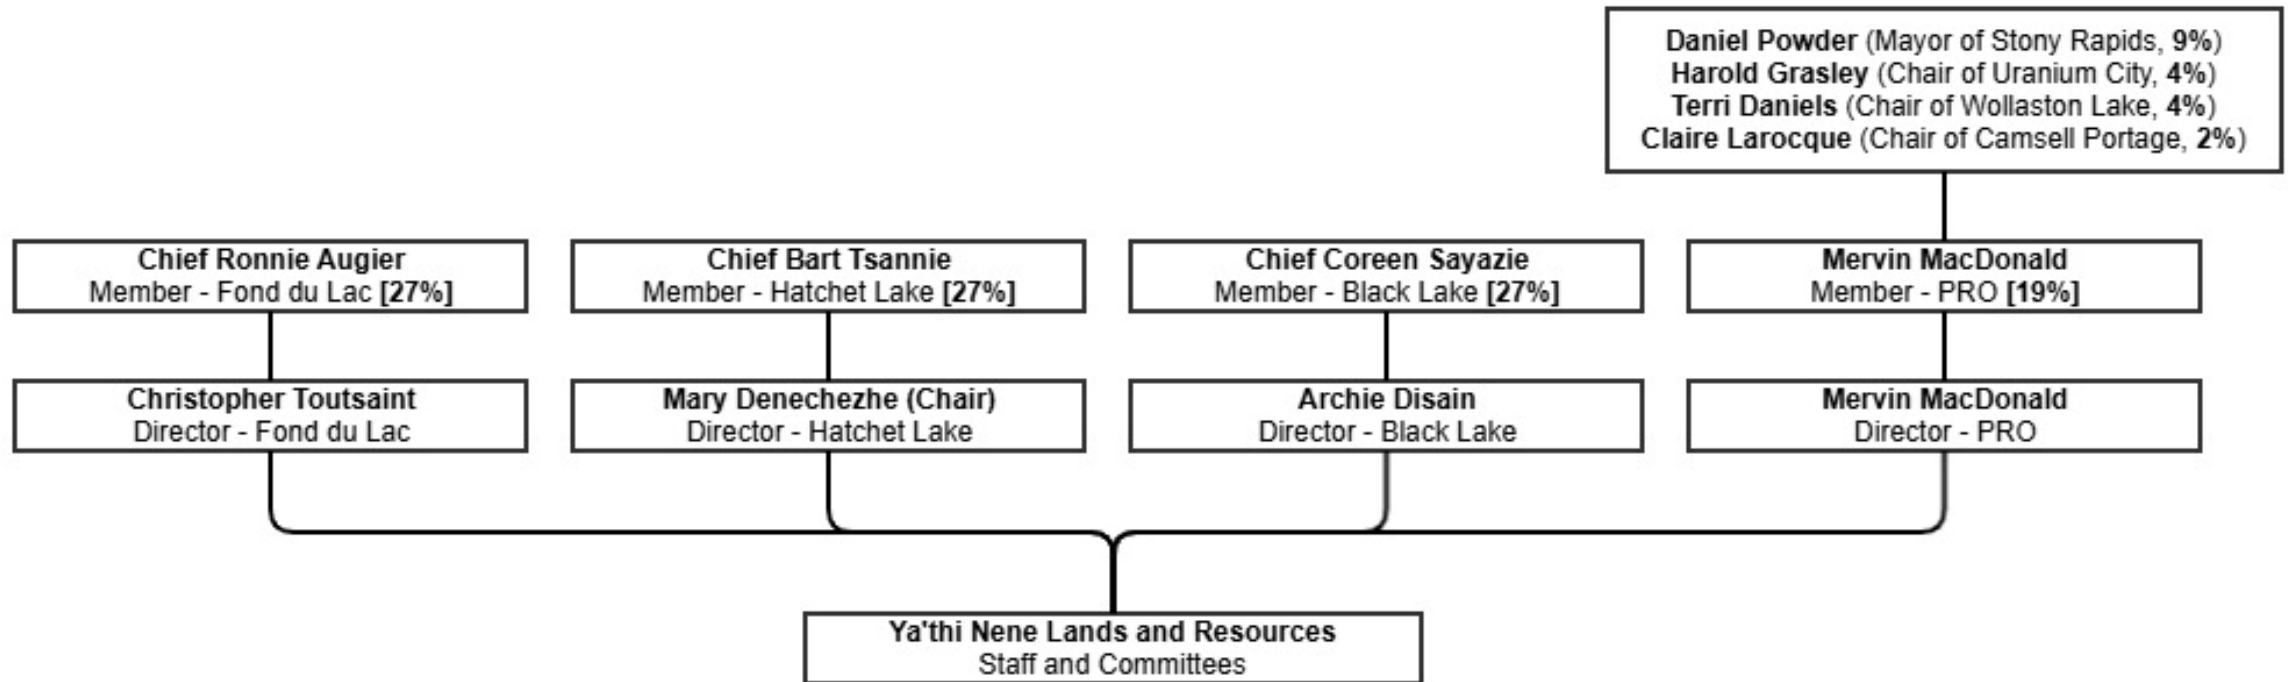 Daniel Powder (Mayor of Stony Rapids, 9%)
Harold Grasley (Chair of Uranium City, 4%)
Terri Daniels (Chair of Wollaston Lake, 4%)
Claire Larocque (Chair of Camsell Portage, 2%)
Chief Ronnie Augier
Member - Fond du Lac [27%]
Chief Bart Tsannie
Member - Hatchet Lake [27%]
Chief Coreen Sayazie
Member - Black Lake [27%]
Mervin MacDonald
Member - PRO [19%]
Christopher Toutsaint
Director - Fond du Lac
Mary Denechezhe (Chair)
Director - Hatchet Lake
Archie Disain
Director - Black Lake
Mervin MacDonald
Director - PRO
Ya'thi Nene Lands and Resources
Staff and Committees